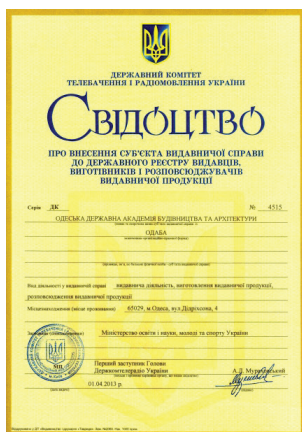 ДЕРЖАВНИЙ КОМІТЕТ
ТЕЛЕБАЧЕННЯ І РАДІОМОВЛЕННЯ УКРАЇНИ
СВІДОЦТВО
ПРО ВНЕСЕННЯ СУБ'ЄКТА ВИДАВНИЧОЇ СПРАВИ
ДО ДЕРЖАВНОГО РЕЄСТРУ ВИДАВЦІВ,
ВИГОТІВНИКІВ І РОЗПОВСЮДЖУВАЧІВ
ВИДАВНИЧОЇ ПРОДУКЦІЇ
Серія ДК № 4515
ОДЕСЬКА ДЕРЖАВНА АКАДЕМІЯ БУДІВНИЦТВА ТА АРХІТЕКТУРИ
ОДАБА
Вид діяльності у видавничій справі видавнича діяльність, виготовлення видавничої продукції,
розповсюдження видавничої продукції
Місцезнаходження (місце проживання) 65029, м.Одеса, вул Дідріхсона, 4
Міністерство освіти і науки, молоді та спорту України
Перший заступник Голови
Держкомтелерадіо України
01.04.2013 р.